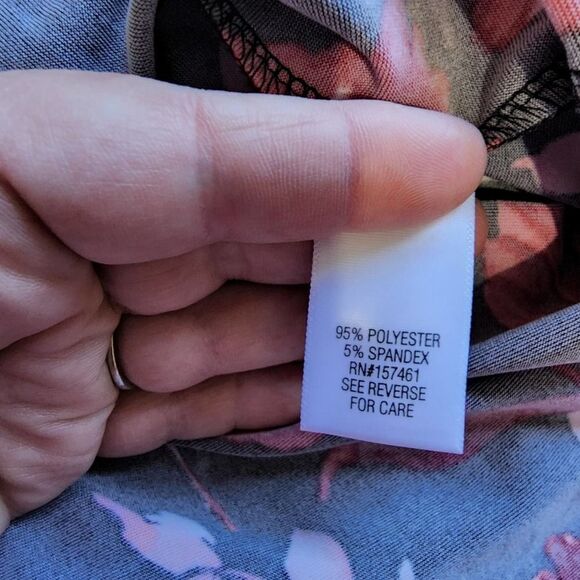 95% POLYESTER
5% SPANDEX
RN#157461
SEE REVERSE
FOR CARE